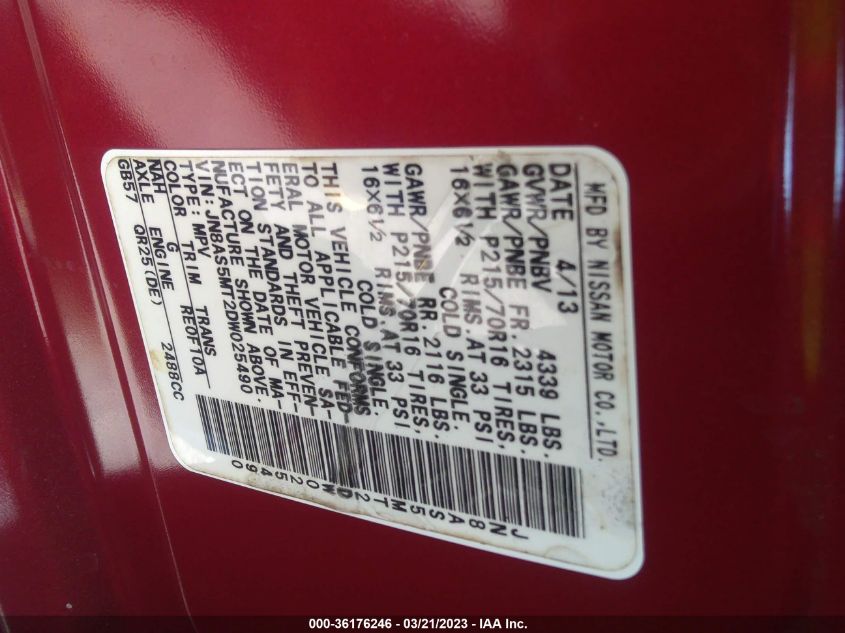 MFD BY NISSAN MOTOR CO.,LTD.
DATE 4/13
GVWR/PNBV 4339 LBS.
GAWR/PNBE FR. 2315 LBS.
WITH P215/70R16 TIRES,
16X6½ RIMS.AT 33 PSI
COLD SINGLE.
GAWR/PNBE RR. 2116 LBS.
WITH P215/70R16 TIRES,
16X6½ RIMS.AT 33 PSI
COLD SINGLE.
THIS VEHICLE CONFORMS
TO ALL APPLICABLE FED-
ERAL MOTOR VEHICLE SA-
FETY AND THEFT PREVEN-
TION STANDARDS IN EFF-
ECT ON THE DATE OF MA-
NUFACTURE SHOWN ABOVE.
VIN: JN8AS5MT2DW025490
TYPE: MPV
COLOR TRIM TRANS
NAH G RE0F10A
AXLE ENGINE
GB57 QR25(DE) 2488CC
JN8AS5MT2DW025490
000-36176246 - 03/21/2023 - IAA Inc.